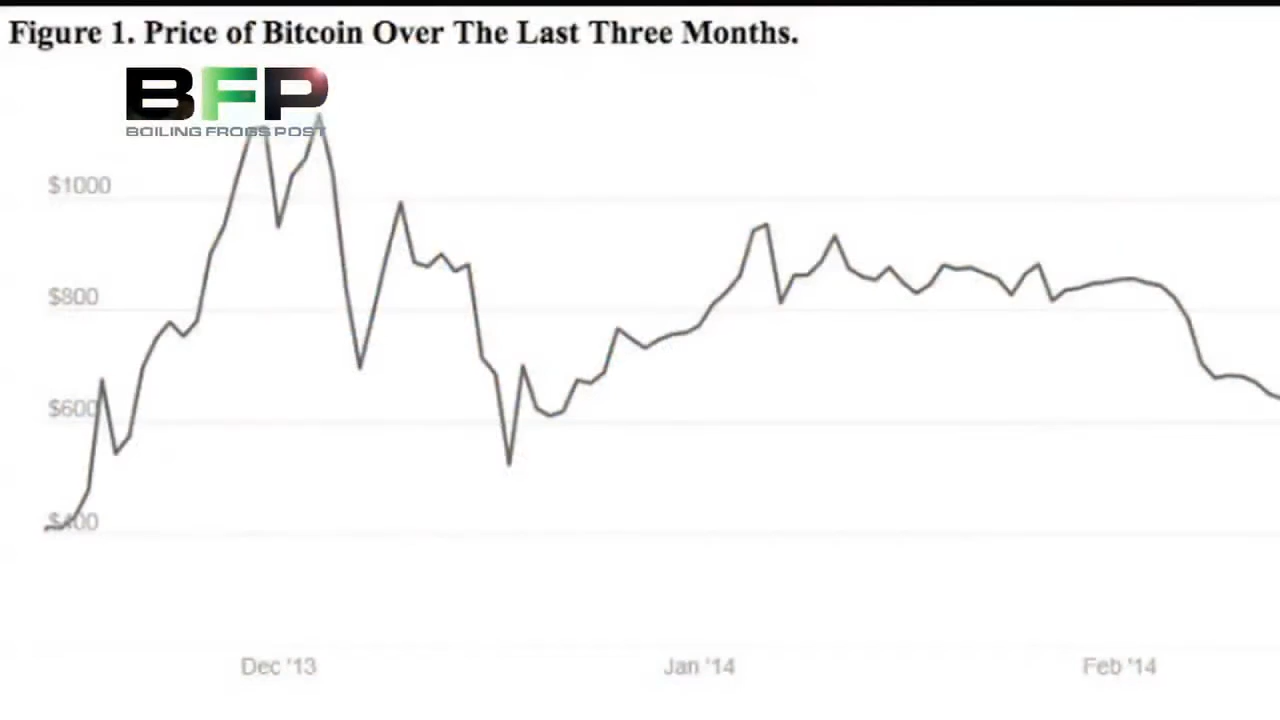 Figure 1. Price of Bitcoin Over The Last Three Months.
BFP
BOILING FROGS POST
$1000
$800
$600
$400
Dec '13
Jan '14
Feb '14